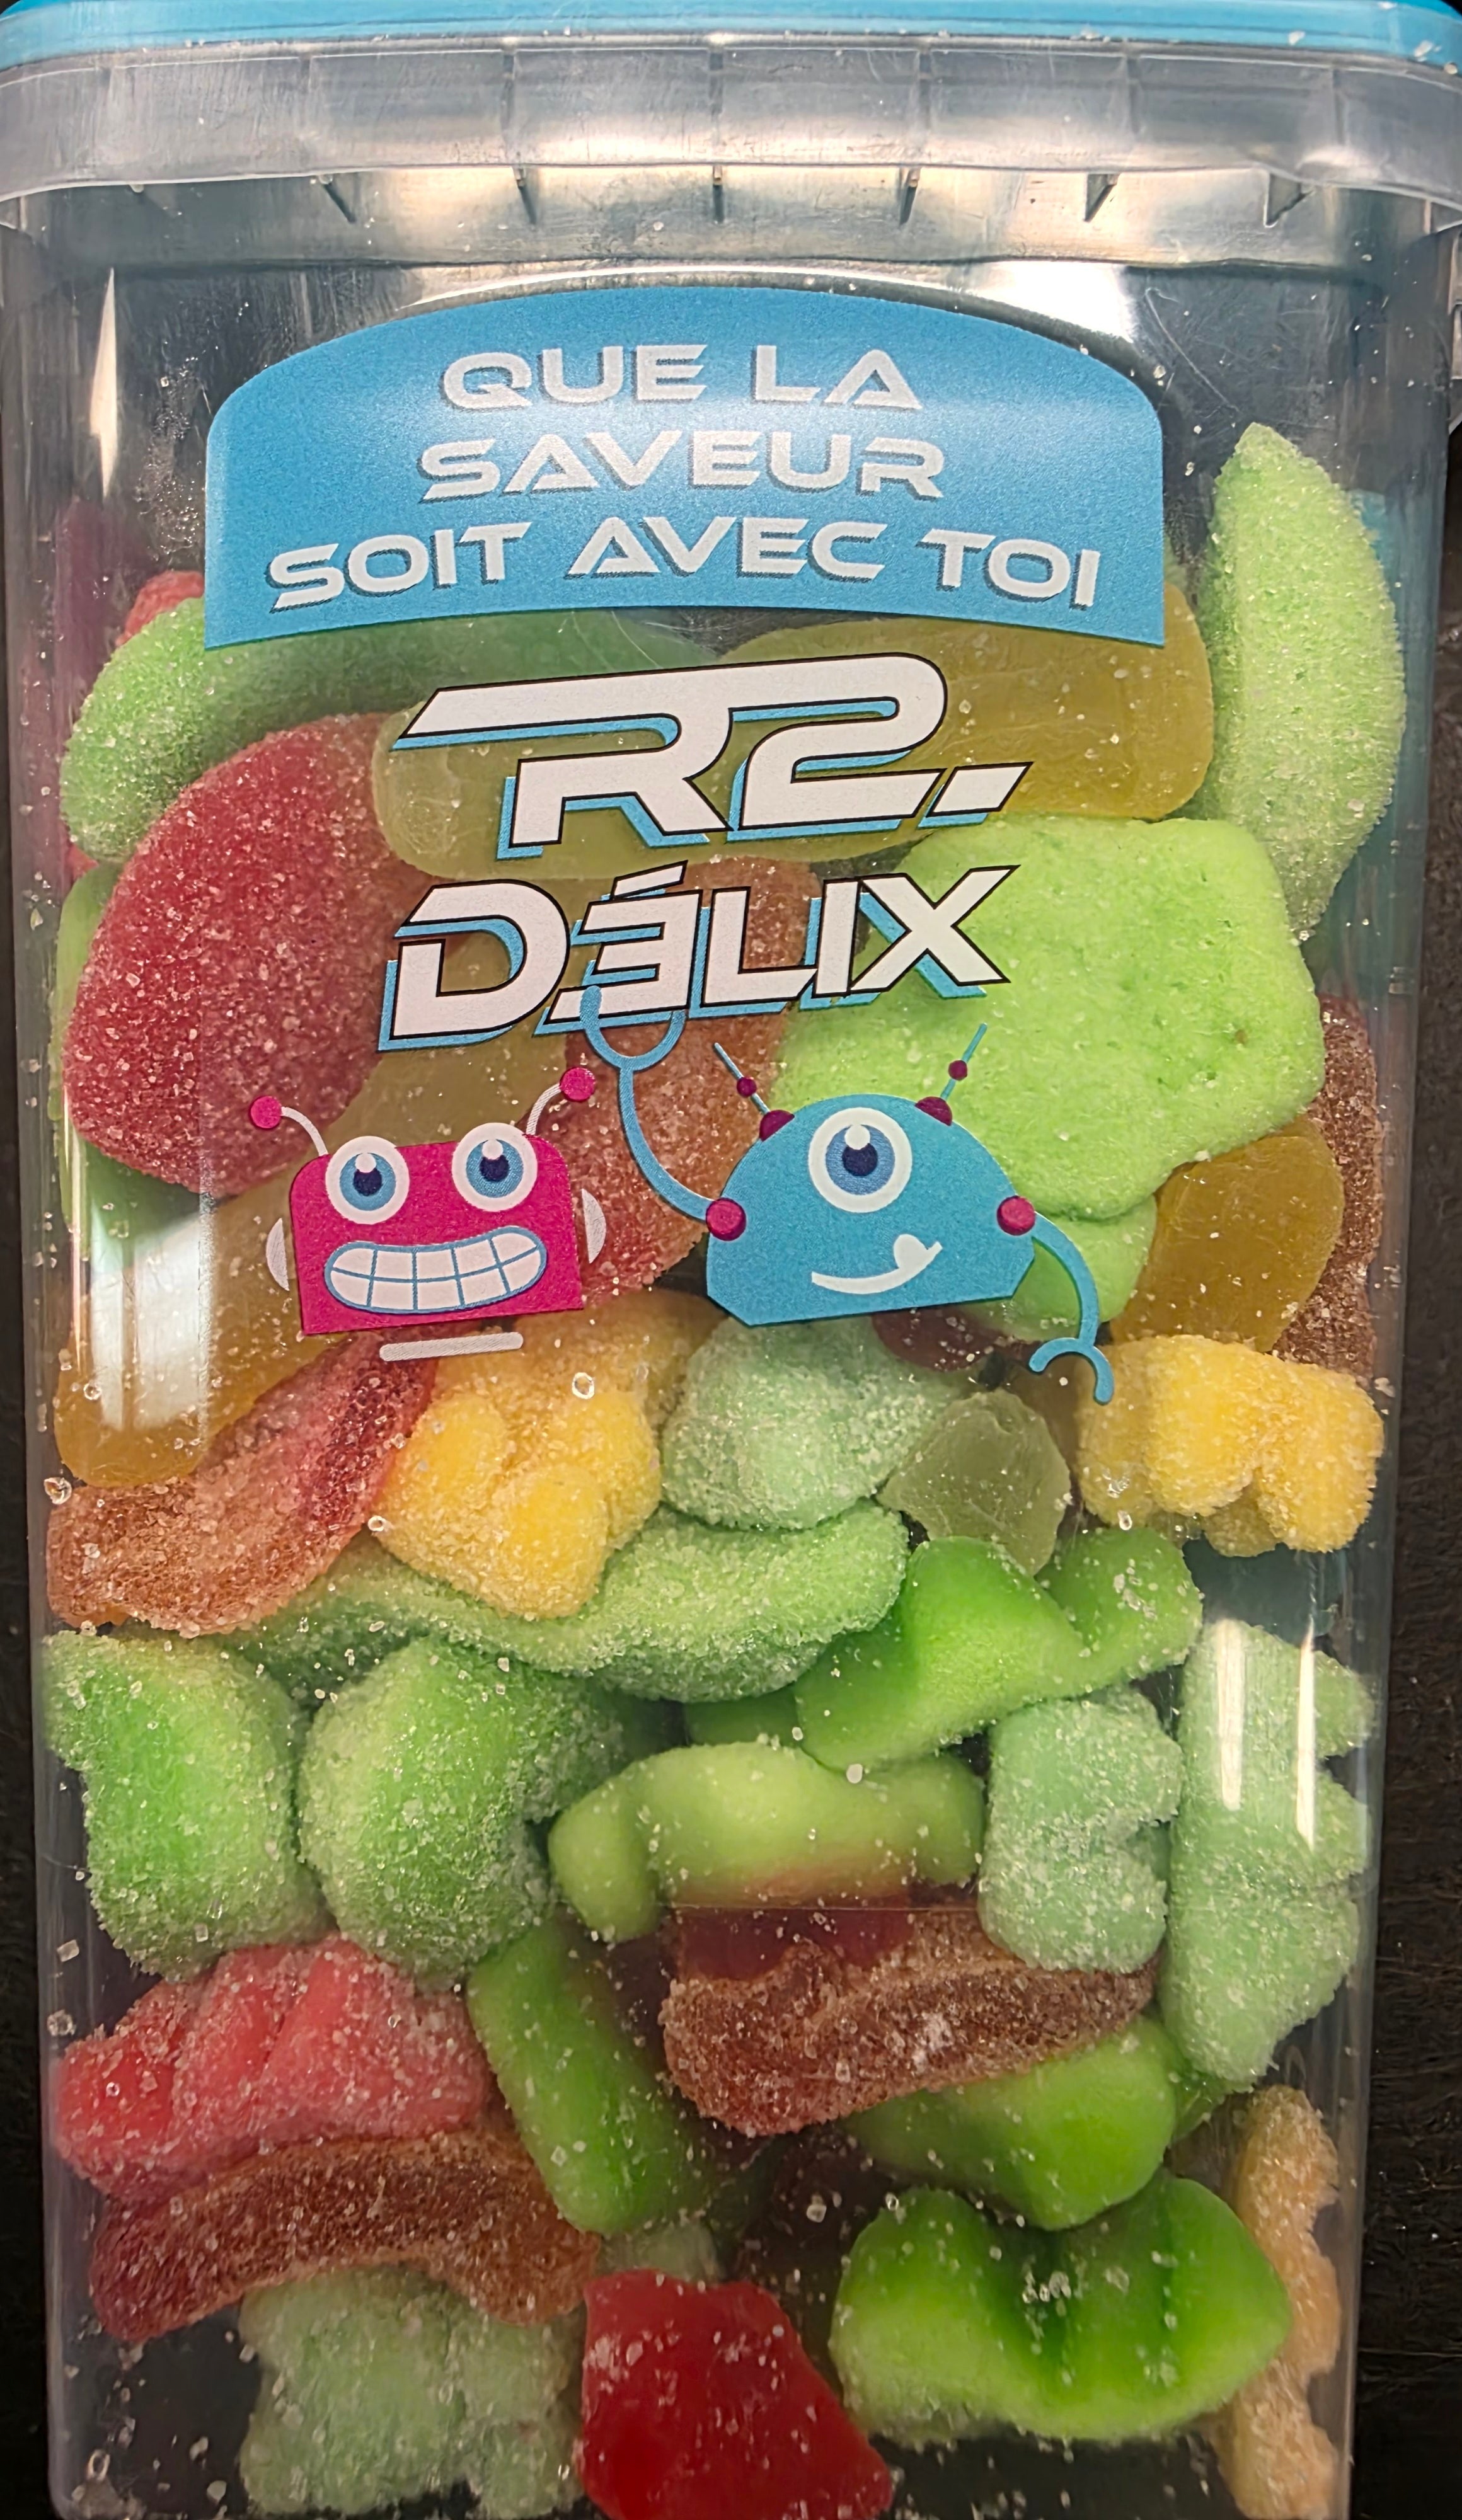 QUE LA
SAVEUR
SOIT AVEC TOI
R2.
DÉLIX